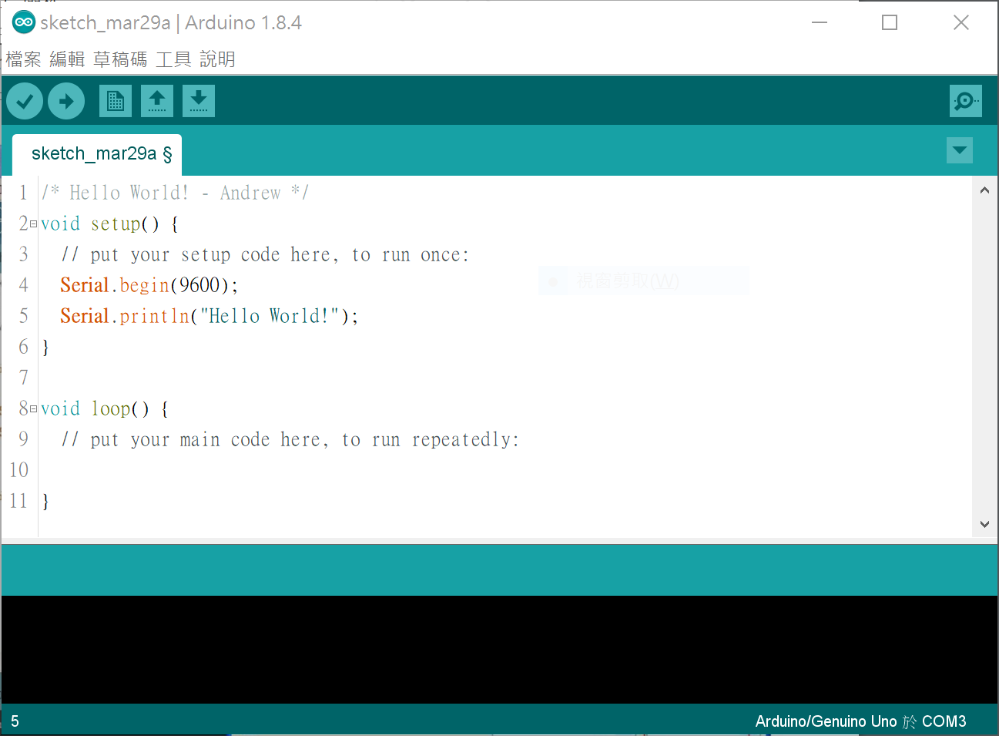 sketch_mar29a | Arduino 1.8.4
檔案 編輯 草稿碼 工具 說明
sketch_mar29a §
1 /* Hello World! - Andrew */
2 void setup() {
3   // put your setup code here, to run once:
4   Serial.begin(9600);
視窗剪取(W)
5   Serial.println("Hello World!");
6 }
7
8 void loop() {
9   // put your main code here, to run repeatedly:
10
11 }
5
Arduino/Genuino Uno 於 COM3